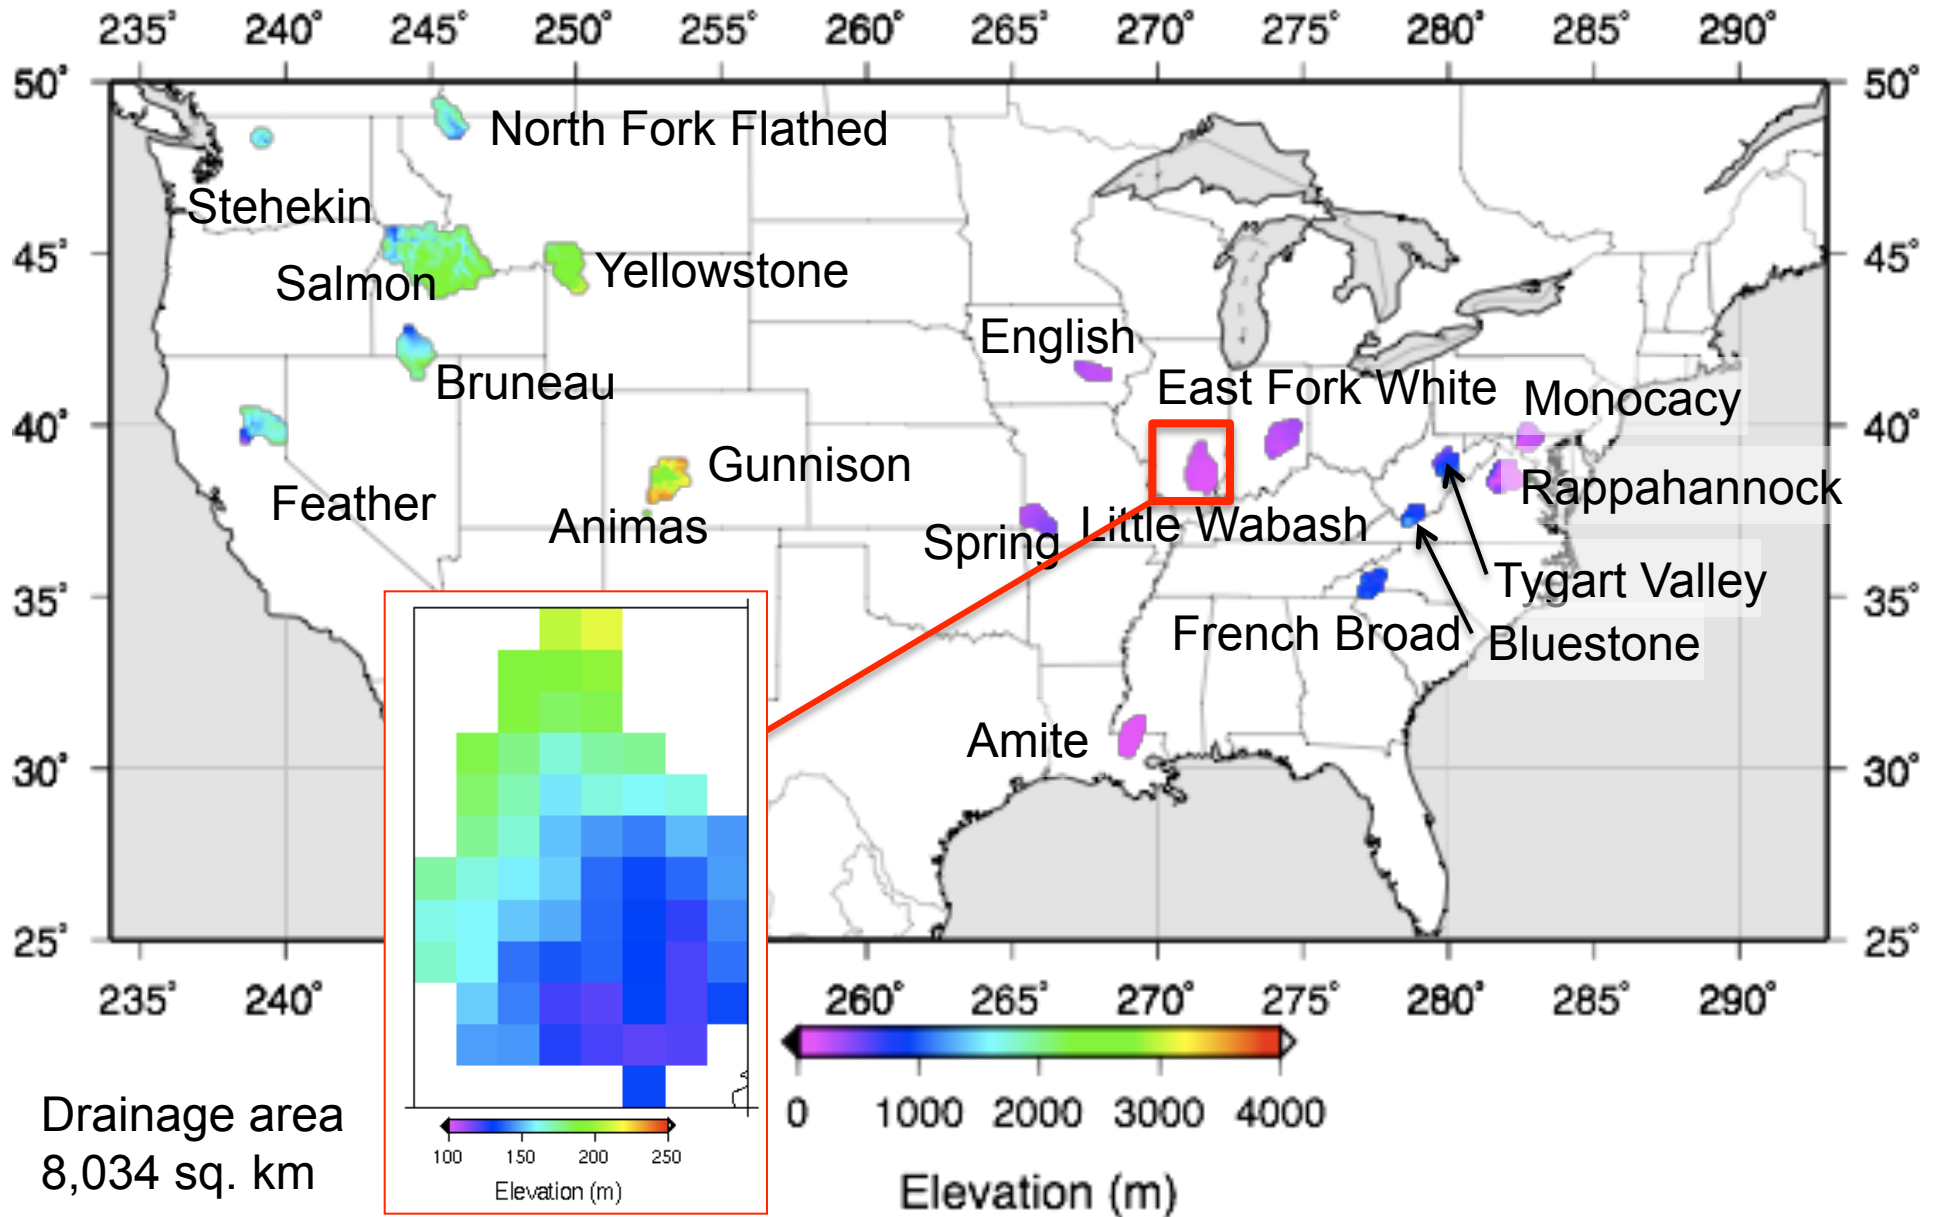 235° 240° 245° 250° 255° 260° 265° 270° 275° 280° 285° 290°
50° 50°
North Fork Flathed
Stehekin
45° 45°
Salmon
Yellowstone
English
Bruneau
East Fork White
Monocacy
40° 40°
Gunnison
Feather
Rappahannock
Animas
Little Wabash
Spring
Tygart Valley
35° 35°
French Broad
Bluestone
Amite
30° 30°
25° 25°
235° 240° 260° 265° 270° 275° 280° 285° 290°
0 1000 2000 3000 4000
Elevation (m)
100 150 200 250
Elevation (m)
Drainage area
8,034 sq. km